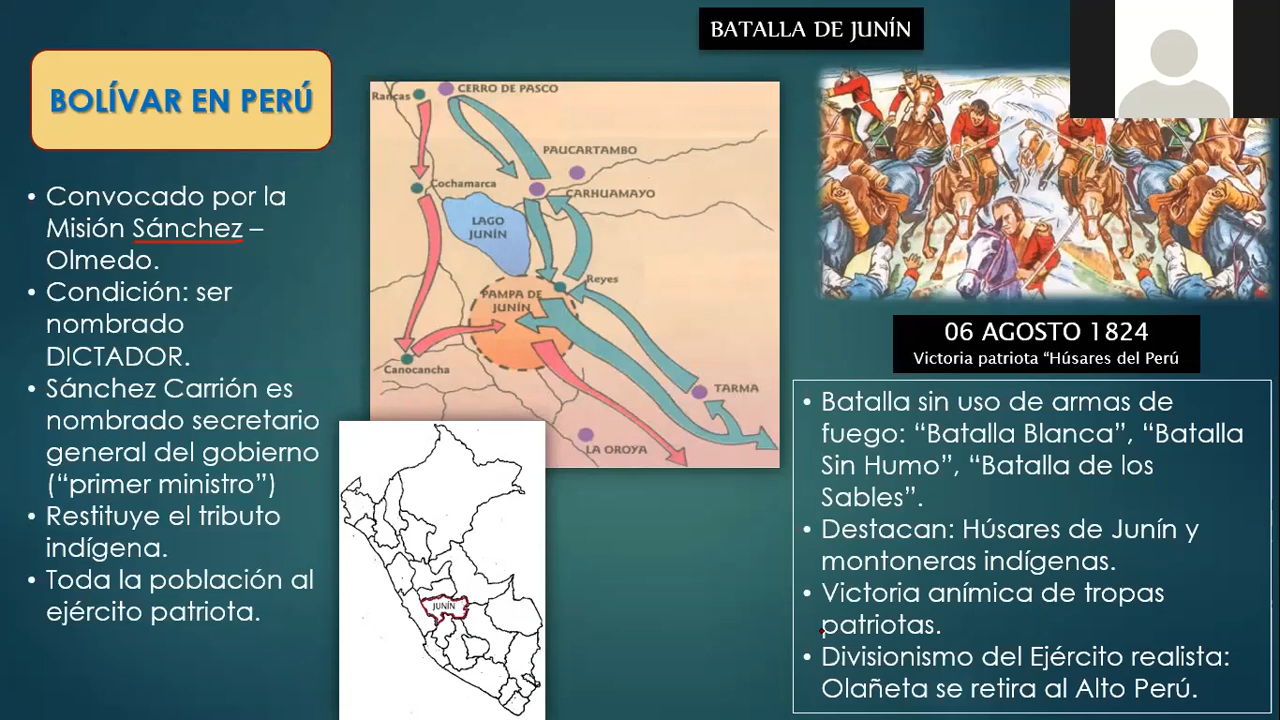 BATALLA DE JUNÍN
BOLÍVAR EN PERÚ
• Convocado por la
Misión Sánchez –
Olmedo.
• Condición: ser
nombrado
DICTADOR.
• Sánchez Carrión es
nombrado secretario
general del gobierno
(“primer ministro”)
• Restituye el tributo
indígena.
• Toda la población al
ejército patriota.
Rancas
CERRO DE PASCO
PAUCARTAMBO
Cochamarca
CARHUAMAYO
LAGO
JUNÍN
Reyes
PAMPA DE
JUNÍN
Canocancha
TARMA
LA OROYA
JUNÍN
06 AGOSTO 1824
Victoria patriota “Húsares del Perú
• Batalla sin uso de armas de
fuego: “Batalla Blanca”, “Batalla
Sin Humo”, “Batalla de los
Sables”.
• Destacan: Húsares de Junín y
montoneras indígenas.
• Victoria anímica de tropas
patriotas.
• Divisionismo del Ejército realista:
Olañeta se retira al Alto Perú.